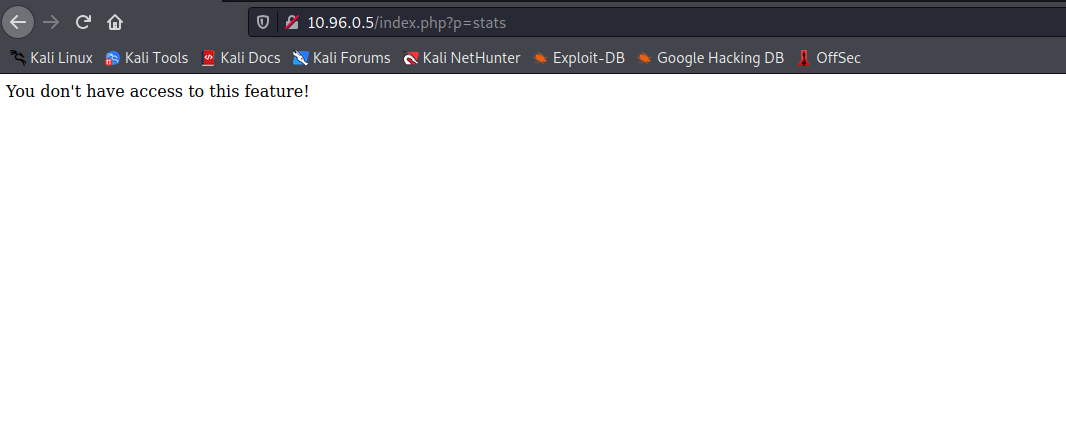 10.96.0.5/index.php?p=stats
Kali Linux Kali Tools Kali Docs Kali Forums Kali NetHunter Exploit-DB Google Hacking DB OffSec
You don't have access to this feature!